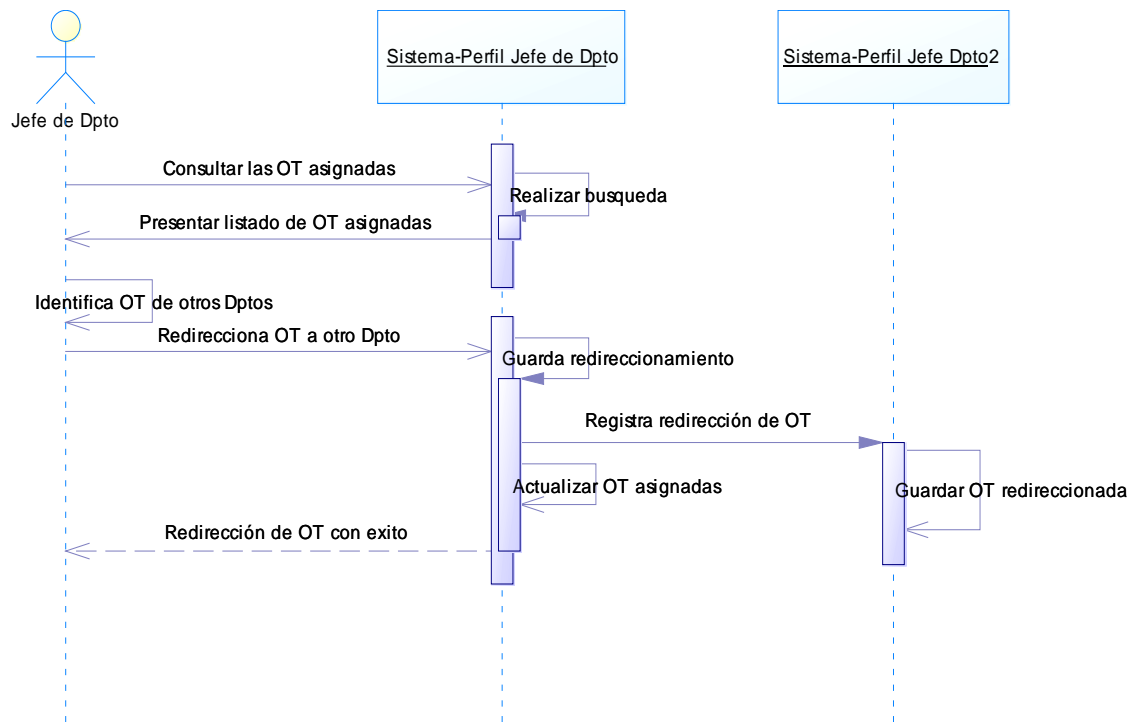 Jefe de Dpto
Sistema-Perfil Jefe de Dpto
Sistema-Perfil Jefe Dpto2
Consultar las OT asignadas
Realizar busqueda
Presentar listado de OT asignadas
Identifica OT de otros Dptos
Redirecciona OT a otro Dpto
Guarda redireccionamiento
Registra redirección de OT
Actualizar OT asignadas
Guardar OT redireccionada
Redirección de OT con exito